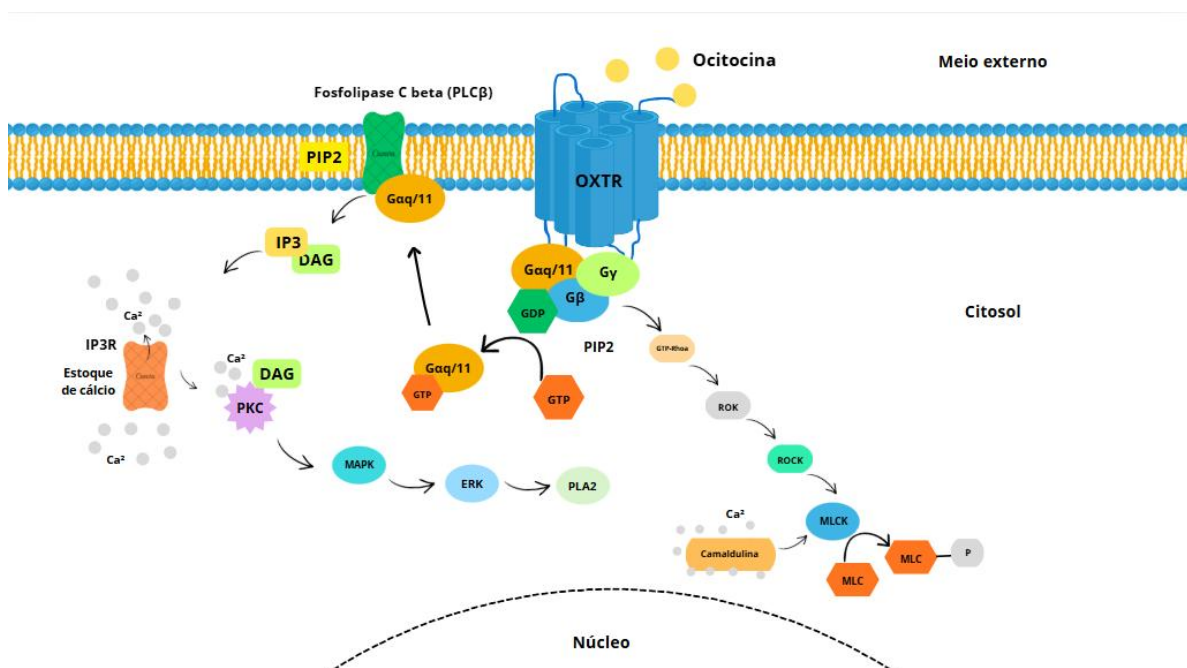 Ocitocina
Meio externo
Fosfolipase C beta (PLCβ)
PIP2
Canva
Gαq/11
OXTR
IP3
DAG
Gαq/11
Gγ
Gβ
GDP
PIP2
Citosol
Ca²
IP3R
Estoque
de cálcio
Canva
Ca²
DAG
PKC
Ca²
Gαq/11
GTP
GTP
GTP-Rhoa
ROK
ROCK
MAPK
ERK
PLA2
Ca²
MLCK
Camaldulina
MLC
MLC
P
Núcleo